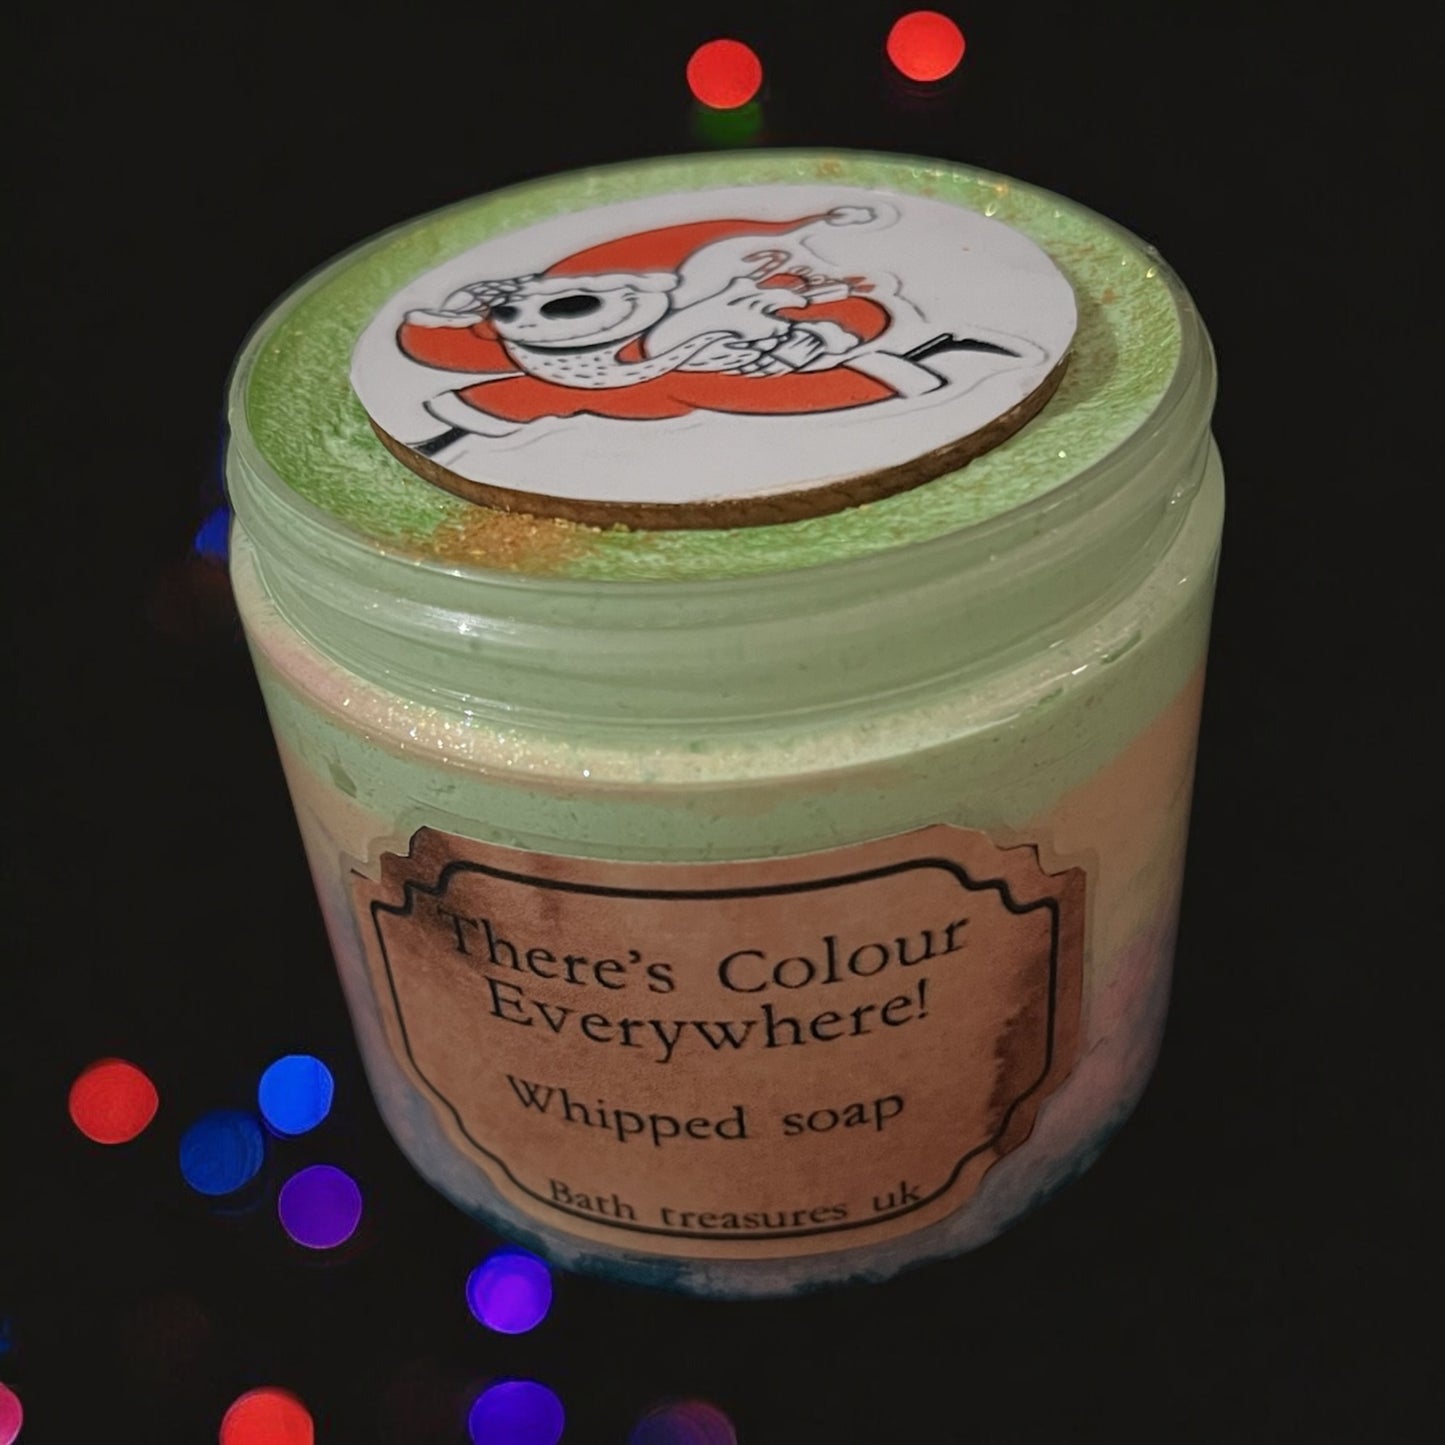 There's Colour
Everywhere!
Whipped soap
Bath treasures uk